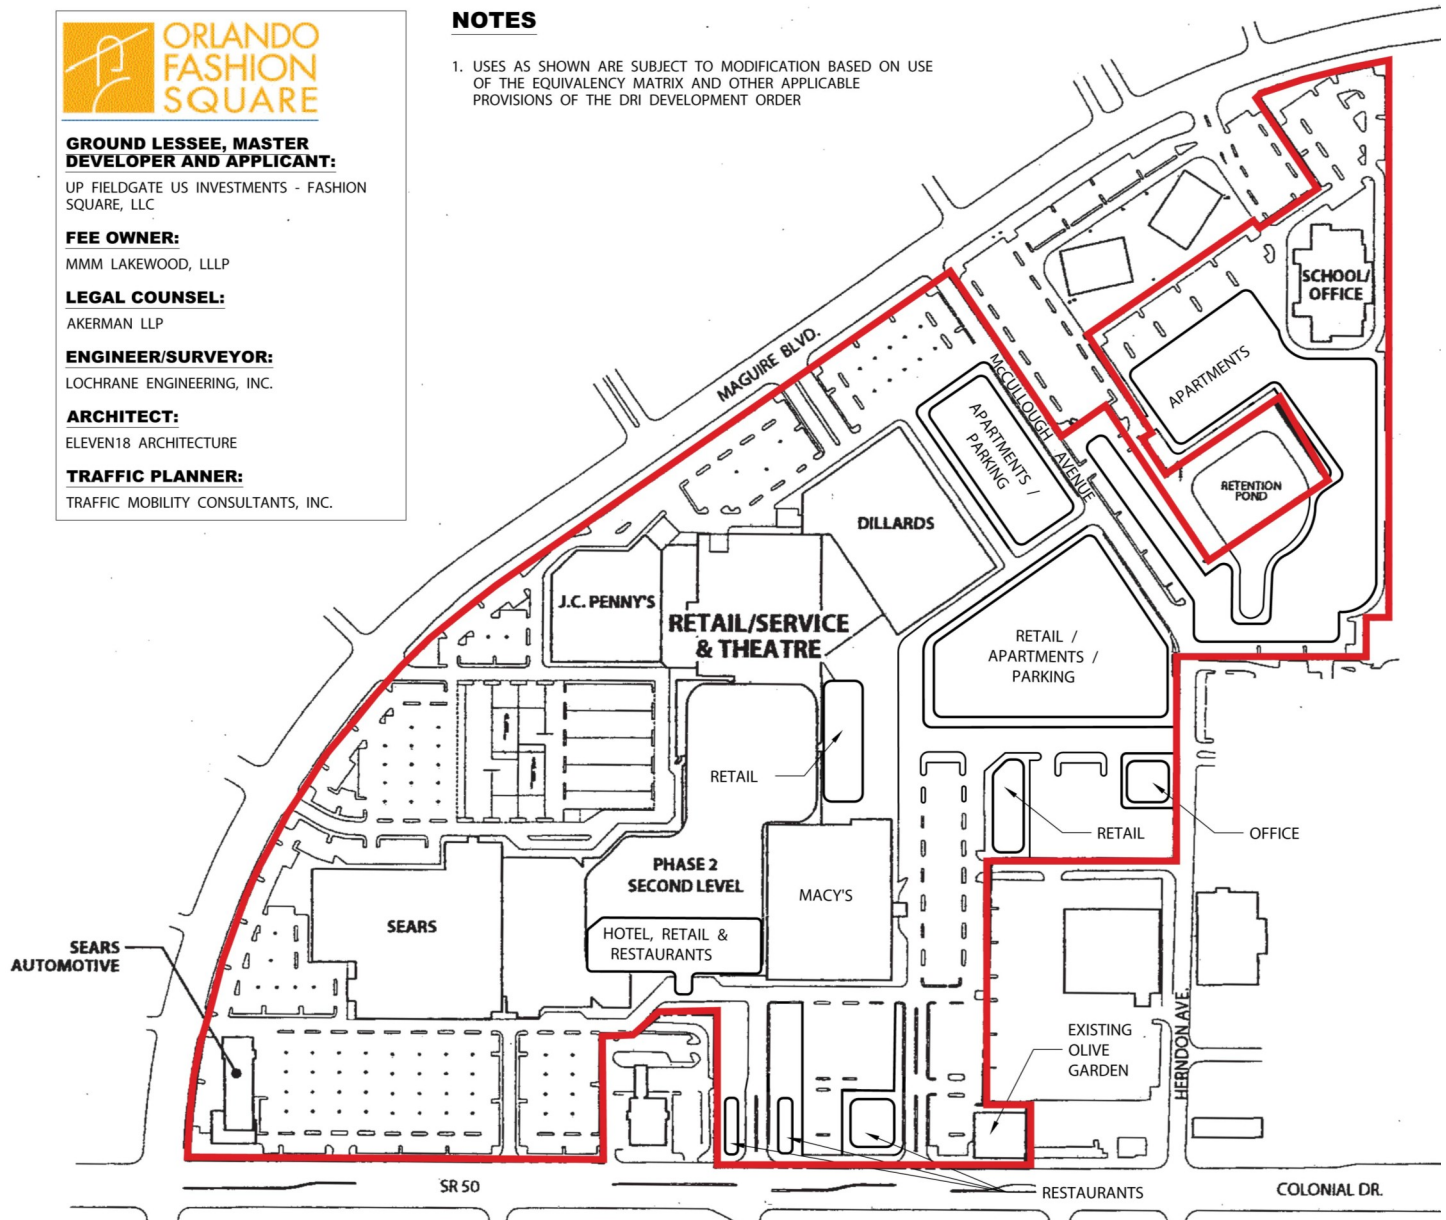 ORLANDO
FASHION
SQUARE
GROUND LESSEE, MASTER
DEVELOPER AND APPLICANT:
UP FIELDGATE US INVESTMENTS - FASHION
SQUARE, LLC
FEE OWNER:
MMM LAKEWOOD, LLLP
LEGAL COUNSEL:
AKERMAN LLP
ENGINEER/SURVEYOR:
LOCHRANE ENGINEERING, INC.
ARCHITECT:
ELEVEN18 ARCHITECTURE
TRAFFIC PLANNER:
TRAFFIC MOBILITY CONSULTANTS, INC.
NOTES
1. USES AS SHOWN ARE SUBJECT TO MODIFICATION BASED ON USE
OF THE EQUIVALENCY MATRIX AND OTHER APPLICABLE
PROVISIONS OF THE DRI DEVELOPMENT ORDER
SCHOOL/
OFFICE
MAGUIRE BLVD.
McCULLOUGH AVENUE
APARTMENTS
APARTMENTS /
PARKING
RETENTION
POND
DILLARDS
J.C. PENNY'S
RETAIL/SERVICE
& THEATRE
RETAIL /
APARTMENTS /
PARKING
RETAIL
RETAIL
OFFICE
PHASE 2
SECOND LEVEL
MACY'S
SEARS
HOTEL, RETAIL &
RESTAURANTS
SEARS
AUTOMOTIVE
EXISTING
OLIVE
GARDEN
HERNDON AVE.
SR 50
RESTAURANTS
COLONIAL DR.